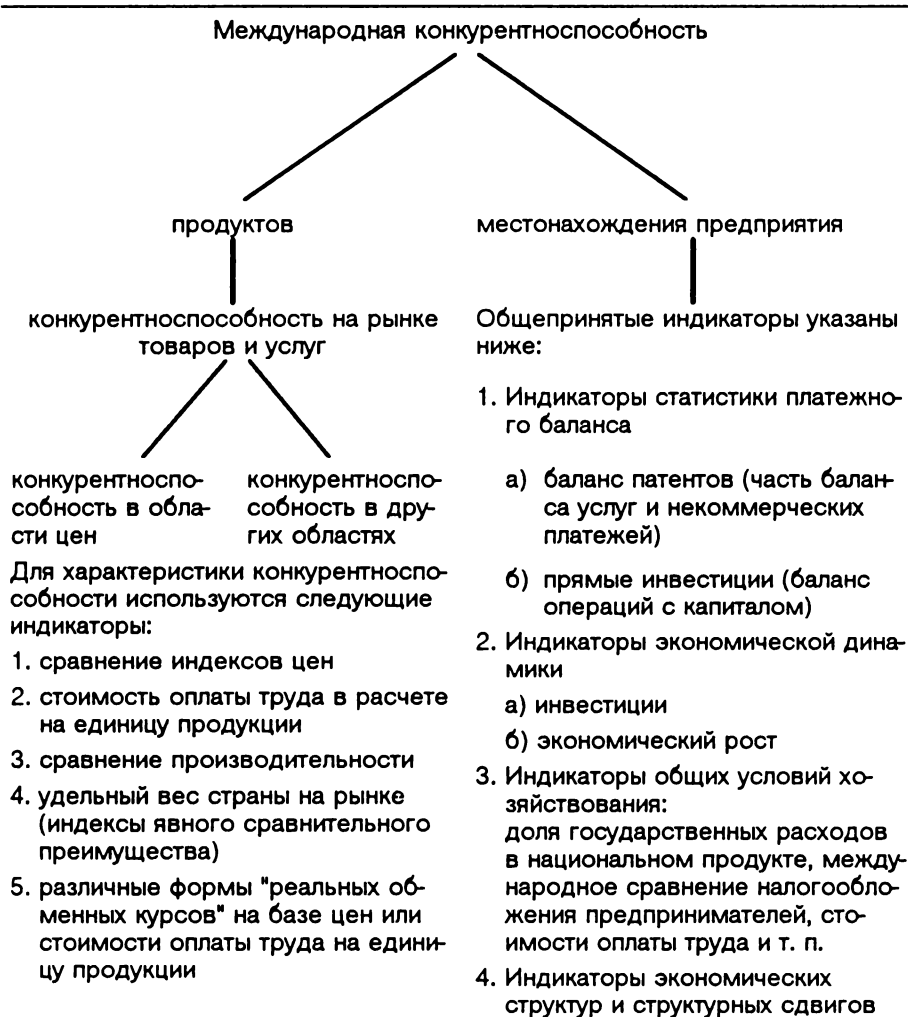 Международная конкурентноспособность
продуктов
конкурентноспособность на рынке
товаров и услуг
конкурентноспо-
собность в обла-
сти цен
конкурентноспо-
собность в дру-
гих областях
Для характеристики конкурентноспо-
собности используются следующие
индикаторы:
1. сравнение индексов цен
2. стоимость оплаты труда в расчете
на единицу продукции
3. сравнение производительности
4. удельный вес страны на рынке
(индексы явного сравнительного
преимущества)
5. различные формы "реальных об-
менных курсов" на базе цен или
стоимости оплаты труда на едини-
цу продукции
местонахождения предприятия
Общепринятые индикаторы указаны
ниже:
1. Индикаторы статистики платежно-
го баланса
а) баланс патентов (часть балан-
са услуг и некоммерческих
платежей)
б) прямые инвестиции (баланс
операций с капиталом)
2. Индикаторы экономической дина-
мики
а) инвестиции
б) экономический рост
3. Индикаторы общих условий хо-
зяйствования:
доля государственных расходов
в национальном продукте, между-
народное сравнение налогообло-
жения предпринимателей, сто-
имости оплаты труда и т. п.
4. Индикаторы экономических
структур и структурных сдвигов